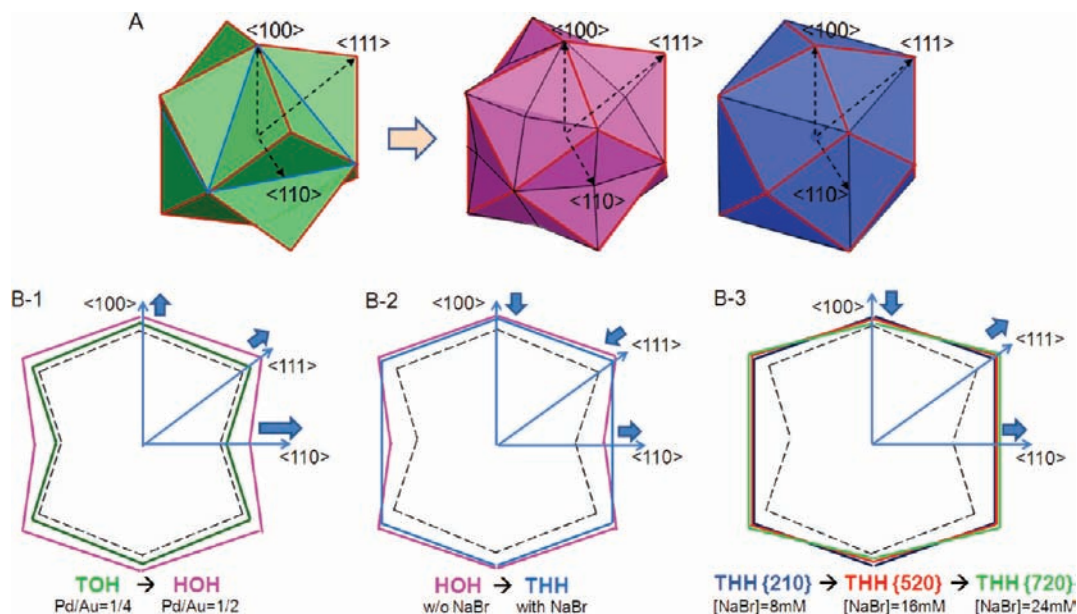 A
<100>
<111>
<110>
<100>
<111>
<110>
<100>
<111>
<110>
B-1
<100>
<111>
<110>
TOH → HOH
Pd/Au=1/4 Pd/Au=1/2
B-2
<100>
<111>
<110>
HOH → THH
w/o NaBr with NaBr
B-3
<100>
<111>
<110>
THH {210} → THH {520} → THH {720}
[NaBr]=8mM [NaBr]=16mM [NaBr]=24mM